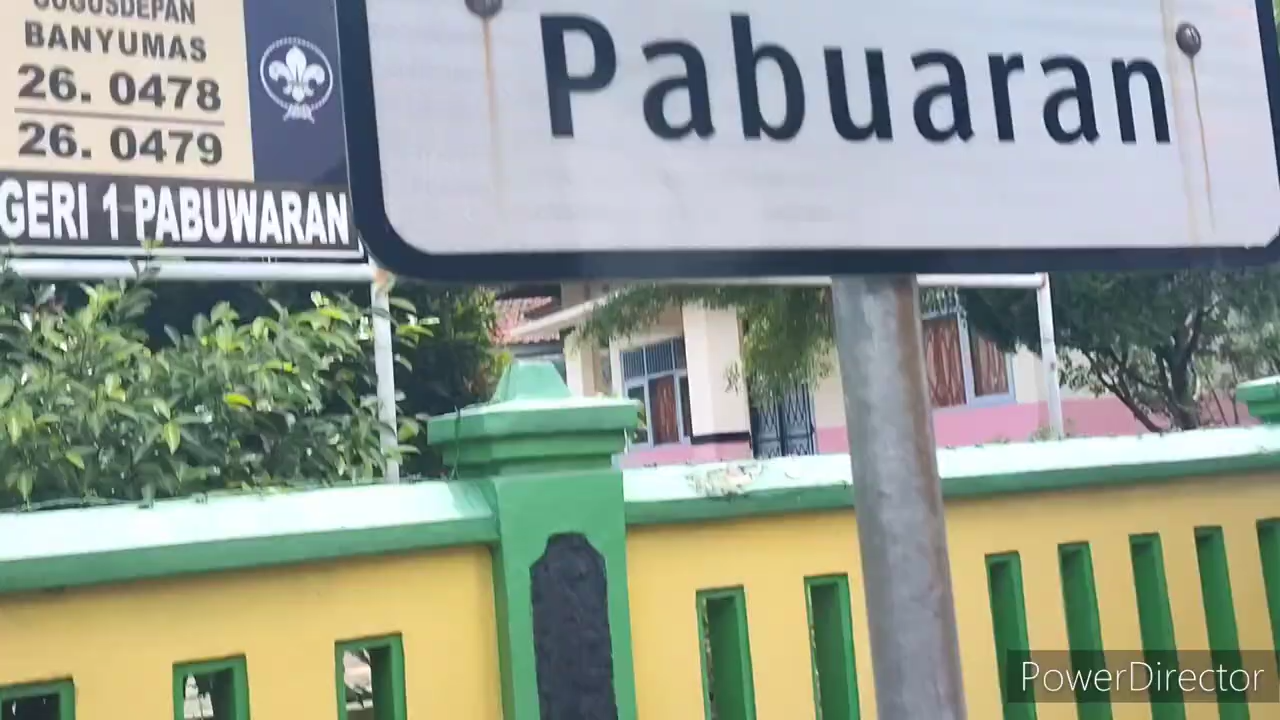 GUGUSDEPAN
BANYUMAS
26. 0478
26. 0479
GERI 1 PABUWARAN
Pabuaran
PowerDirector